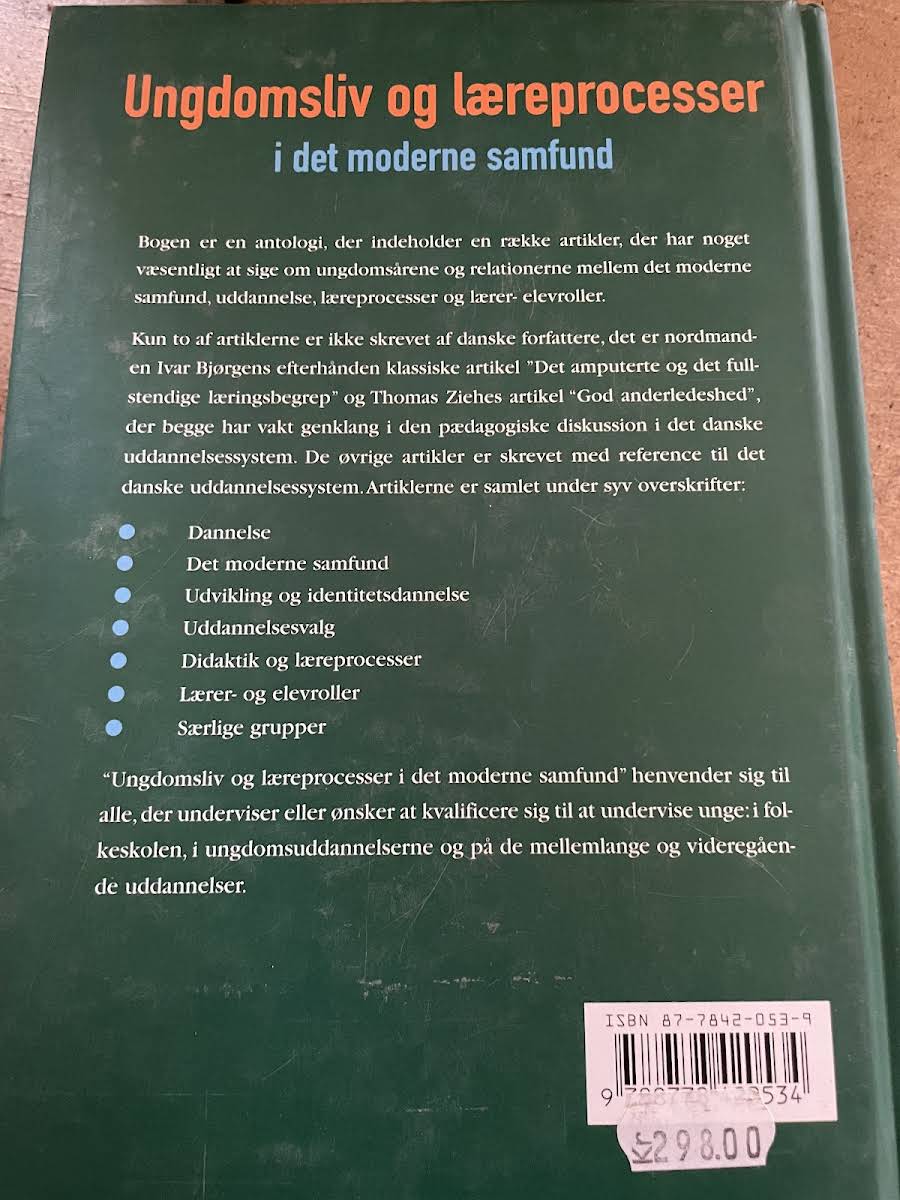 Ungdomsliv og læreprocesser
i det moderne samfund
Bogen er en antologi, der indeholder en række artikler, der har noget
væsentligt at sige om ungdomsårene og relationerne mellem det moderne
samfund, uddannelse, læreprocesser og lærer- elevroller.
Kun to af artiklerne er ikke skrevet af danske forfattere, det er nordmand-
en Ivar Bjørgens efterhånden klassiske artikel ”Det amputerte og det full-
stendige læringsbegrep” og Thomas Ziehes artikel “God anderledeshed”,
der begge har vakt genklang i den pædagogiske diskussion i det danske
uddannelsessystem. De øvrige artikler er skrevet med reference til det
danske uddannelsessystem. Artiklerne er samlet under syv overskrifter:
Dannelse
Det moderne samfund
Udvikling og identitetsdannelse
Uddannelsesvalg
Didaktik og læreprocesser
Lærer- og elevroller
Særlige grupper
“Ungdomsliv og læreprocesser i det moderne samfund” henvender sig til
alle, der underviser eller ønsker at kvalificere sig til at undervise unge: i fol-
keskolen, i ungdomsuddannelserne og på de mellemlange og videregåen-
de uddannelser.
ISBN 87-7842-053-9
Kr 298.00